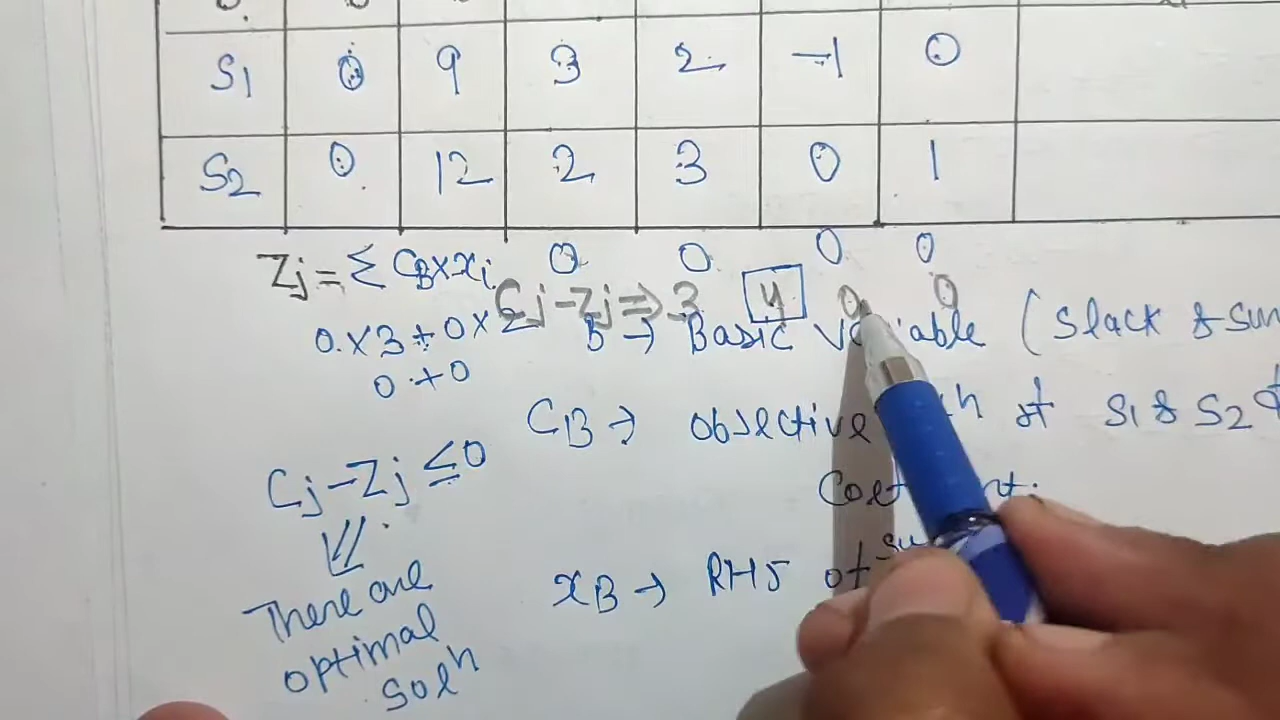 S1 0 9 3 2 -1 0
S2 0 12 2 3 0 1
Zj = Σ CB×xi 0 0 0 0
Cj-Zj ⇒ 3 4 0 0
0×3+0×2
0+0
B → Basic Variable (Slack &
CB → Objective of S1 & S2
Cj-Zj ≤0
xB → RHS of
There are
optimal
solⁿ